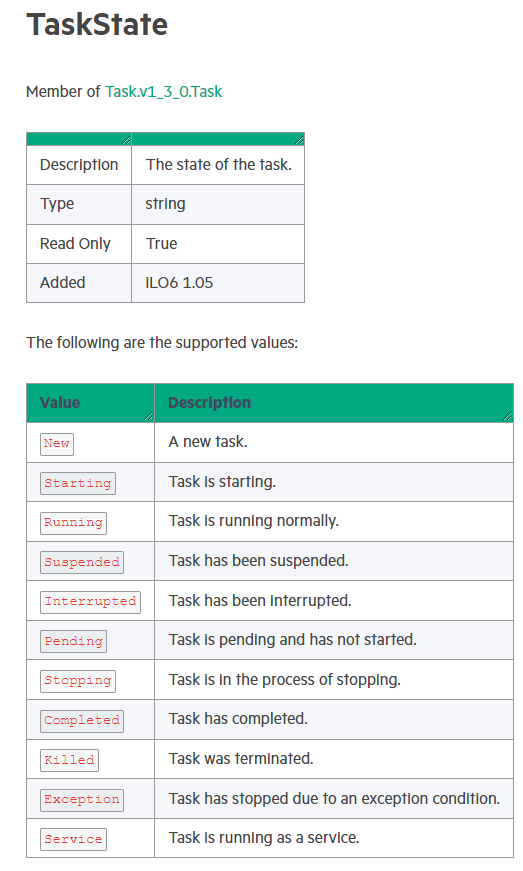 TaskState
Member of Task.v1_3_0.Task
Description The state of the task.
Type string
Read Only True
Added ILO6 1.05
The following are the supported values:
Value Description
New A new task.
Starting Task is starting.
Running Task is running normally.
Suspended Task has been suspended.
Interrupted Task has been interrupted.
Pending Task is pending and has not started.
Stopping Task is in the process of stopping.
Completed Task has completed.
Killed Task was terminated.
Exception Task has stopped due to an exception condition.
Service Task is running as a service.